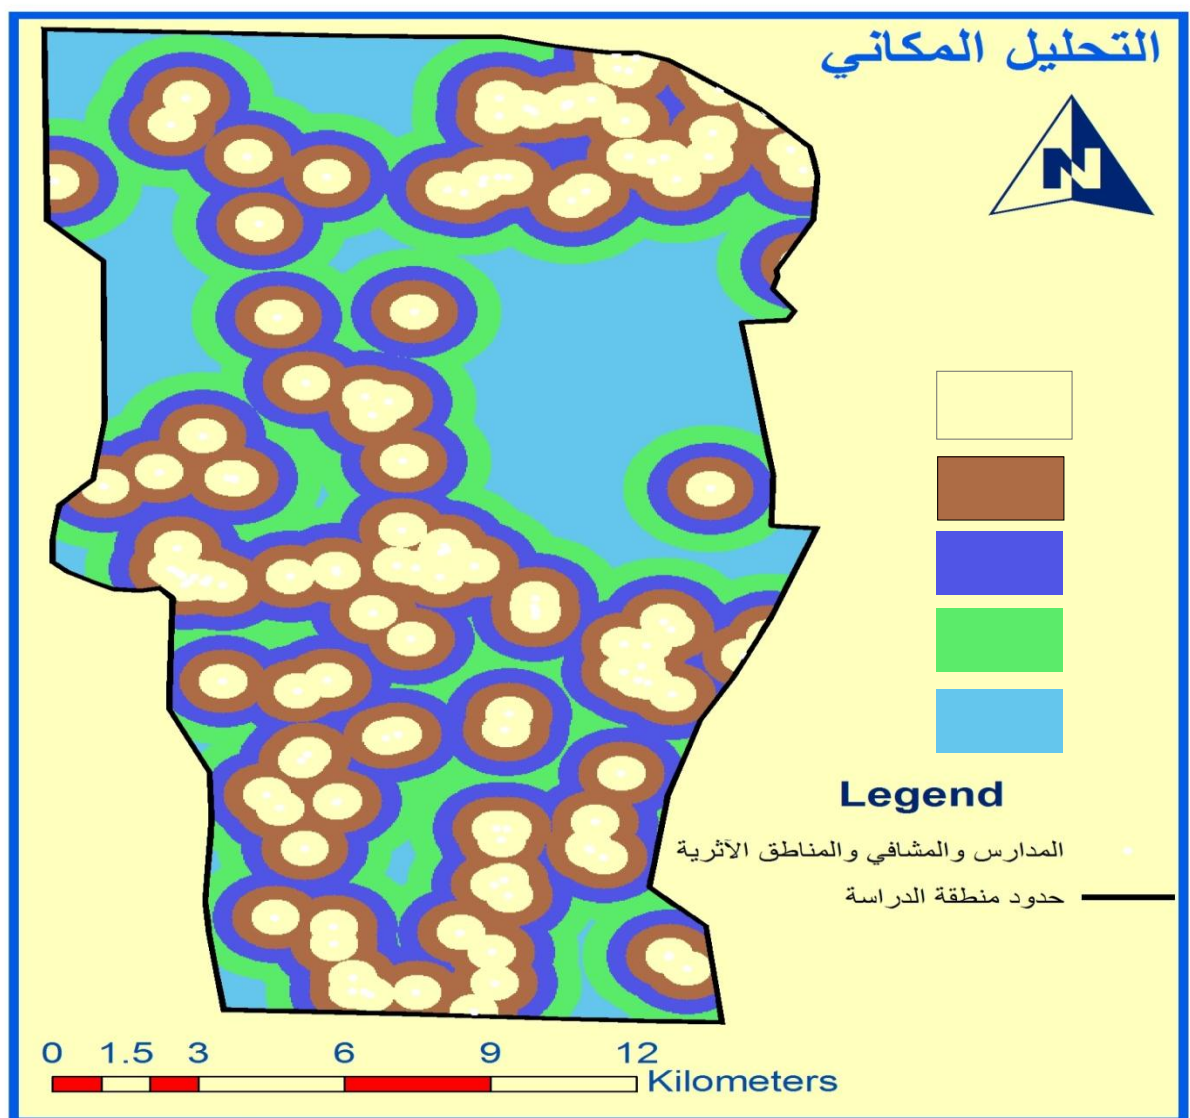 التحليل المكاني
N
Legend
المدارس والمشافي والمناطق الآثرية
حدود منطقة الدراسة
0 1.5 3 6 9 12
Kilometers